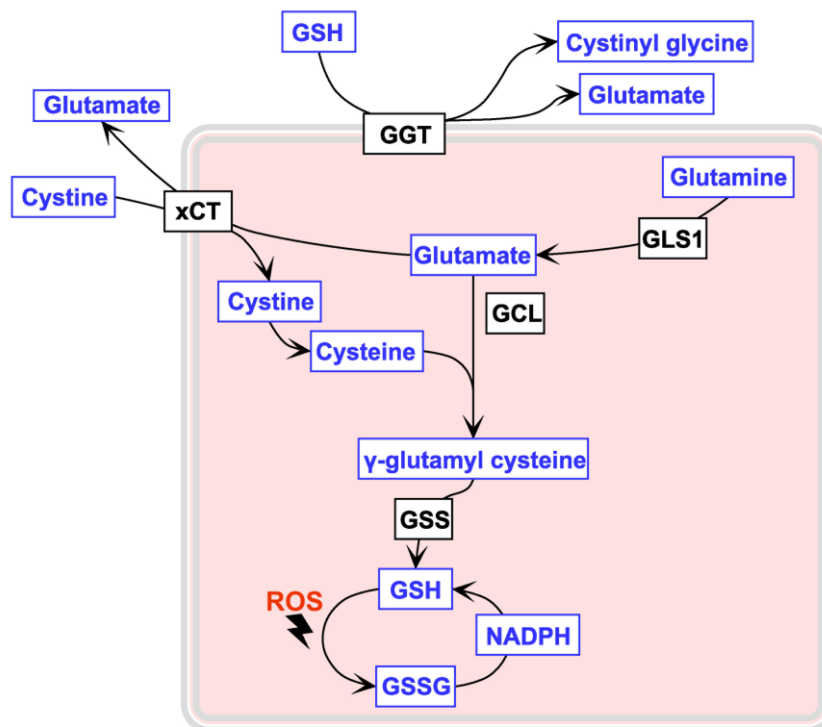 GSH
Cystinyl glycine
Glutamate
Glutamate
GGT
Cystine
xCT
Glutamine
GLS1
Glutamate
Cystine
GCL
Cysteine
γ-glutamyl cysteine
GSS
GSH
ROS
NADPH
GSSG